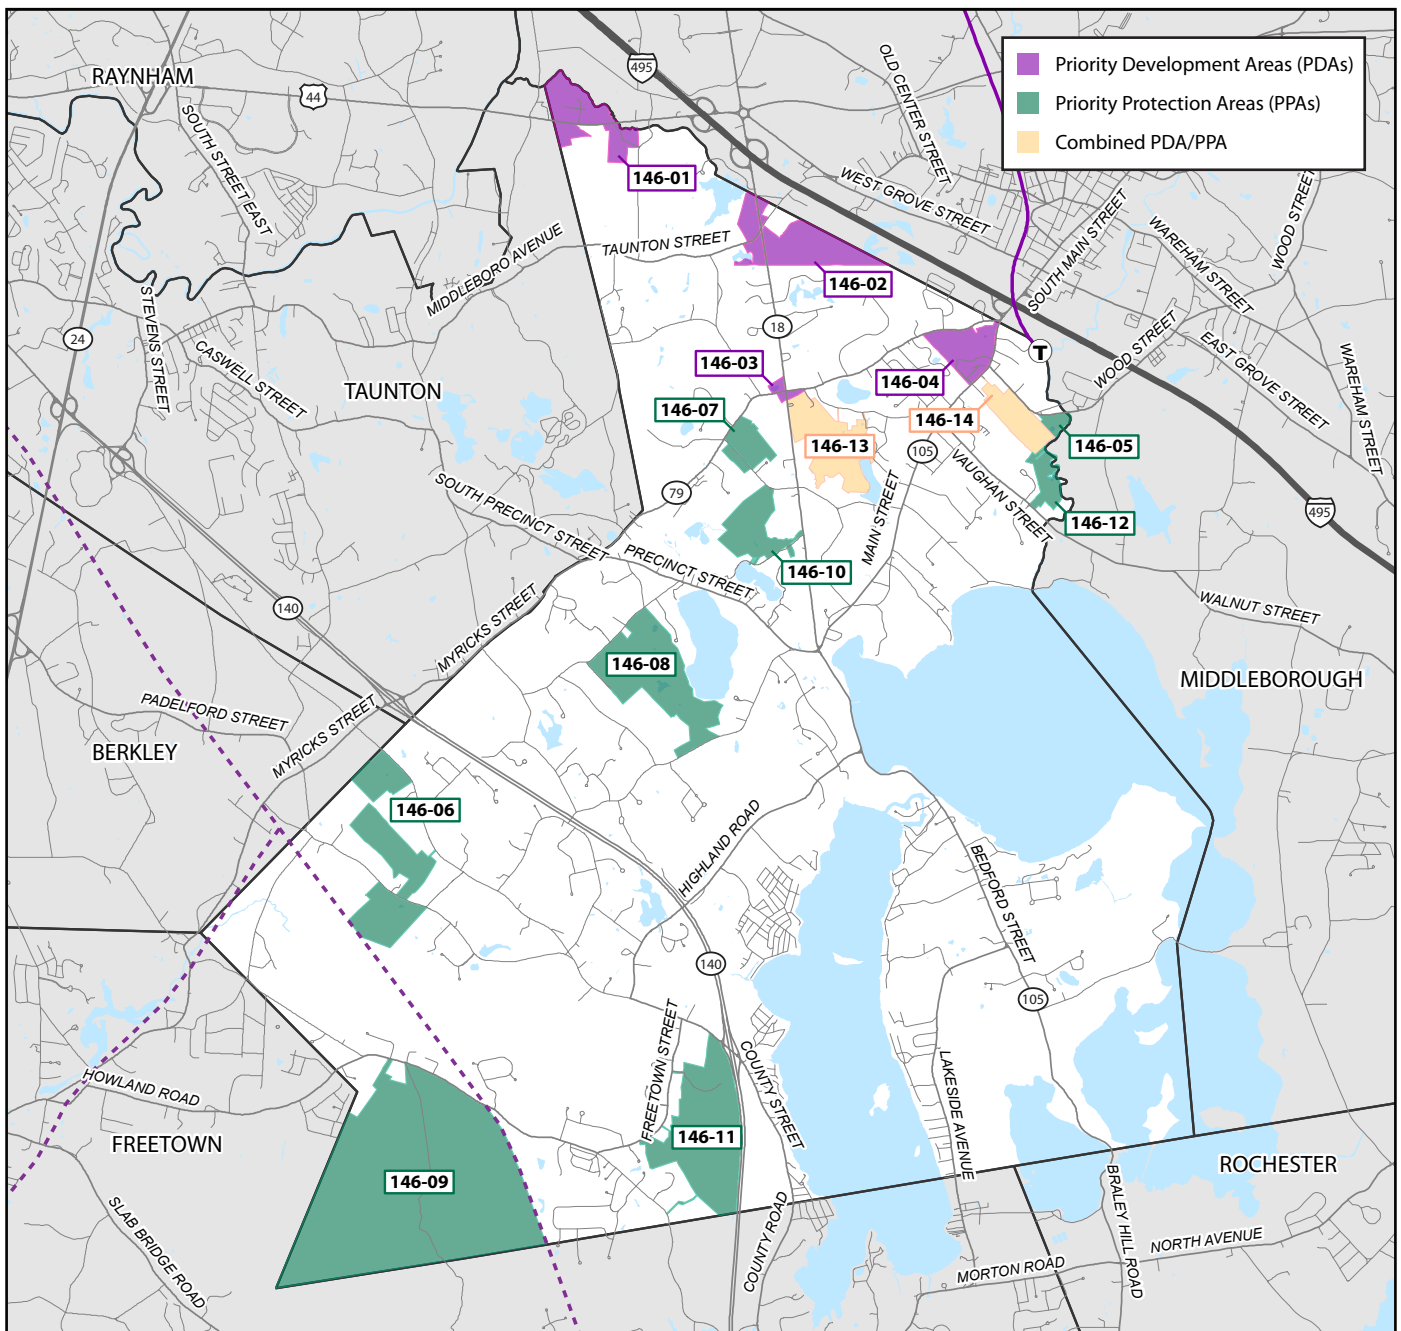 RAYNHAM
44
495
OLD CENTER STREET
Priority Development Areas (PDAs)
Priority Protection Areas (PPAs)
Combined PDA/PPA
SOUTH STREET EAST
146-01
WEST GROVE STREET
WOOD STREET
SOUTH MAIN STREET
WAREHAM STREET
TAUNTON STREET
MIDDLEBORO AVENUE
146-02
STEVENS STREET
24
18
T
CASWELL STREET
WOOD STREET
EAST GROVE STREET
WAREHAM STREET
TAUNTON
146-03
146-04
146-07
146-14
146-13
105
146-05
SOUTH PRECINCT STREET
79
VAUGHAN STREET
MAIN STREET
495
146-12
PRECINCT STREET
146-10
140
MYRICKS STREET
WALNUT STREET
146-08
MIDDLEBOROUGH
PADELFORD STREET
MYRICKS STREET
BERKLEY
146-06
HIGHLAND ROAD
BEDFORD STREET
140
105
FREETOWN STREET
COUNTY STREET
LAKESIDE AVENUE
HOWLAND ROAD
FREETOWN
146-11
146-09
ROCHESTER
SLAB BRIDGE ROAD
COUNTY ROAD
BRALEY HILL ROAD
NORTH AVENUE
MORTON ROAD